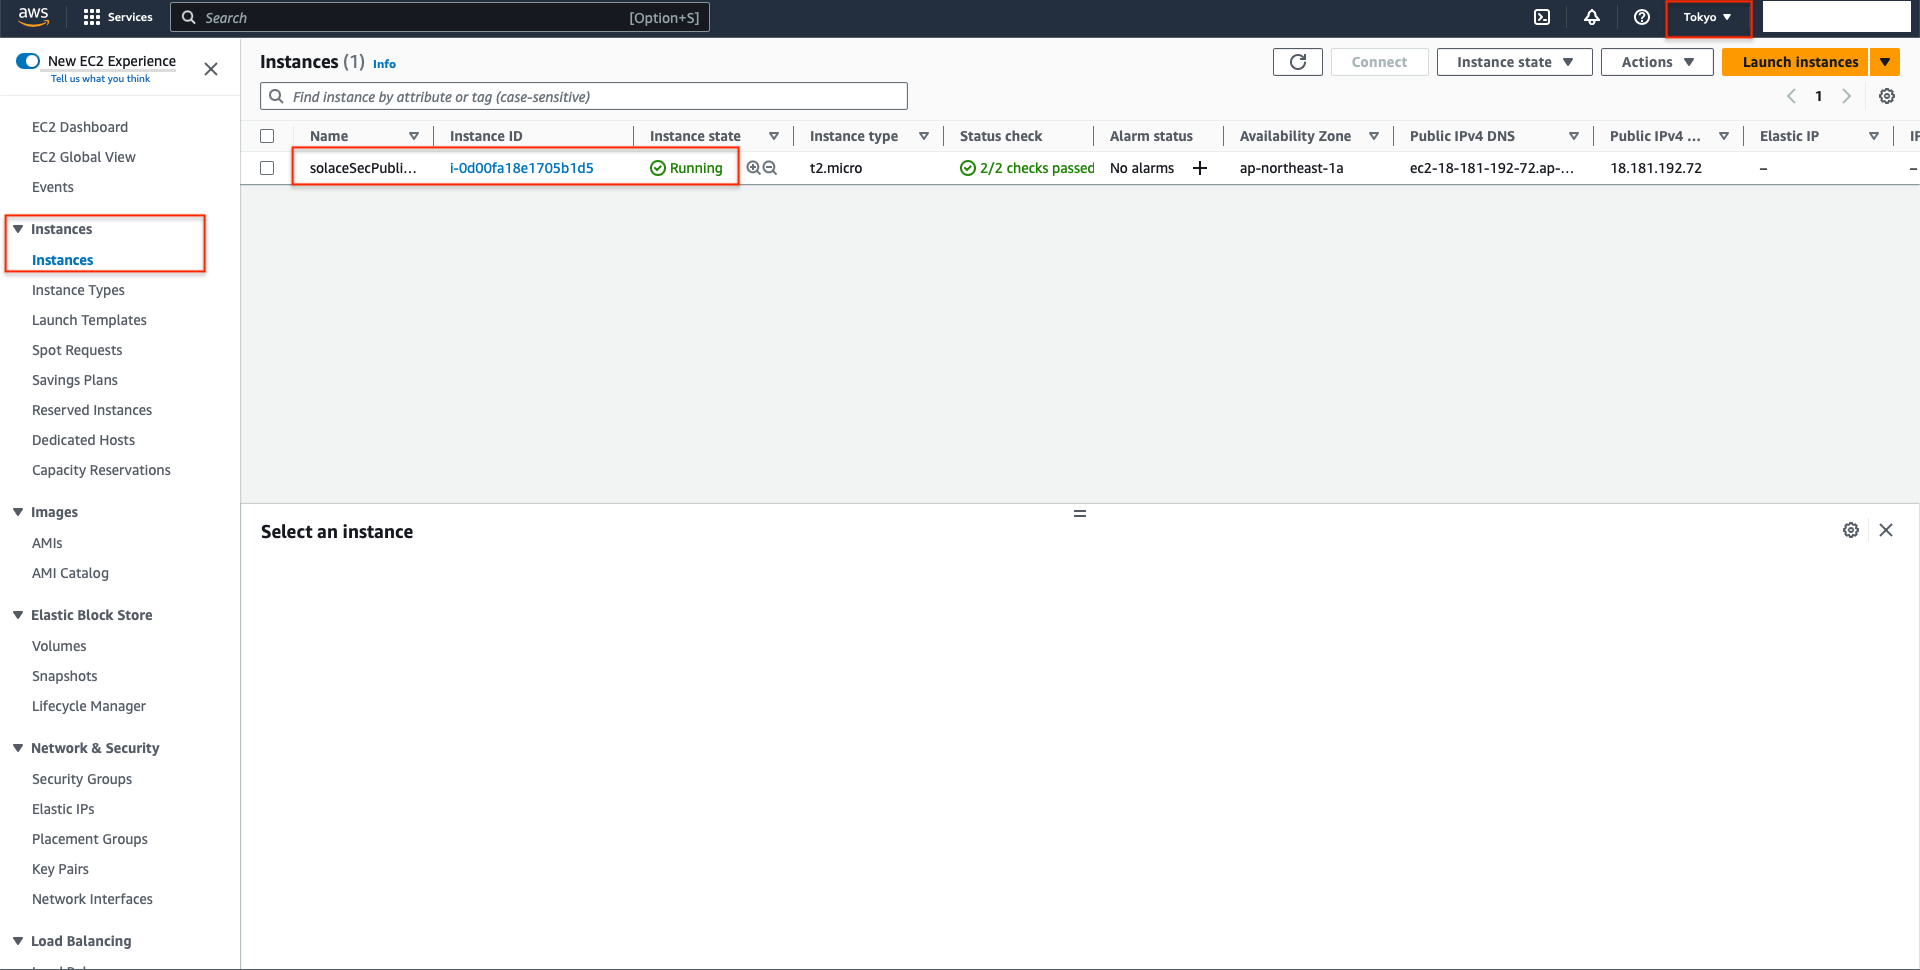 aws Services Search [Option+S] Tokyo
New EC2 Experience
Tell us what you think
EC2 Dashboard
EC2 Global View
Events
Instances
Instances
Instance Types
Launch Templates
Spot Requests
Savings Plans
Reserved Instances
Dedicated Hosts
Capacity Reservations
Images
AMIs
AMI Catalog
Elastic Block Store
Volumes
Snapshots
Lifecycle Manager
Network & Security
Security Groups
Elastic IPs
Placement Groups
Key Pairs
Network Interfaces
Load Balancing
Instances (1) Info Connect Instance state Actions Launch instances
Find instance by attribute or tag (case-sensitive) 1
Name Instance ID Instance state Instance type Status check Alarm status Availability Zone Public IPv4 DNS Public IPv4 ... Elastic IP
solaceSecPubli... i-0d00fa18e1705b1d5 Running t2.micro 2/2 checks passed No alarms + ap-northeast-1a ec2-18-181-192-72.ap-... 18.181.192.72 – –
Select an instance